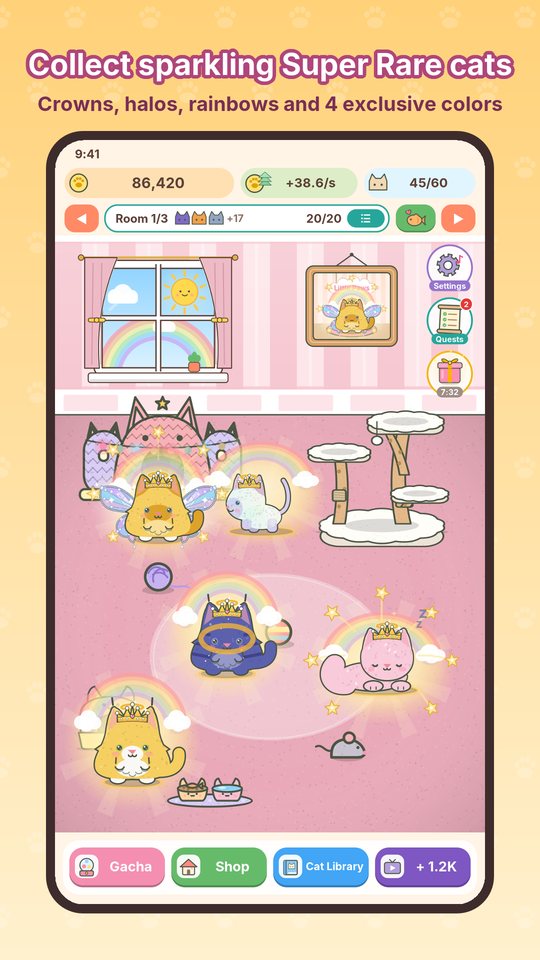 Collect sparkling Super Rare cats
Crowns, halos, rainbows and 4 exclusive colors
9:41
86,420
+38.6/s
45/60
Room 1/3
+17
20/20
Settings
2
Quests
7:32
z
z
Gacha
Shop
Cat Library
+ 1.2K